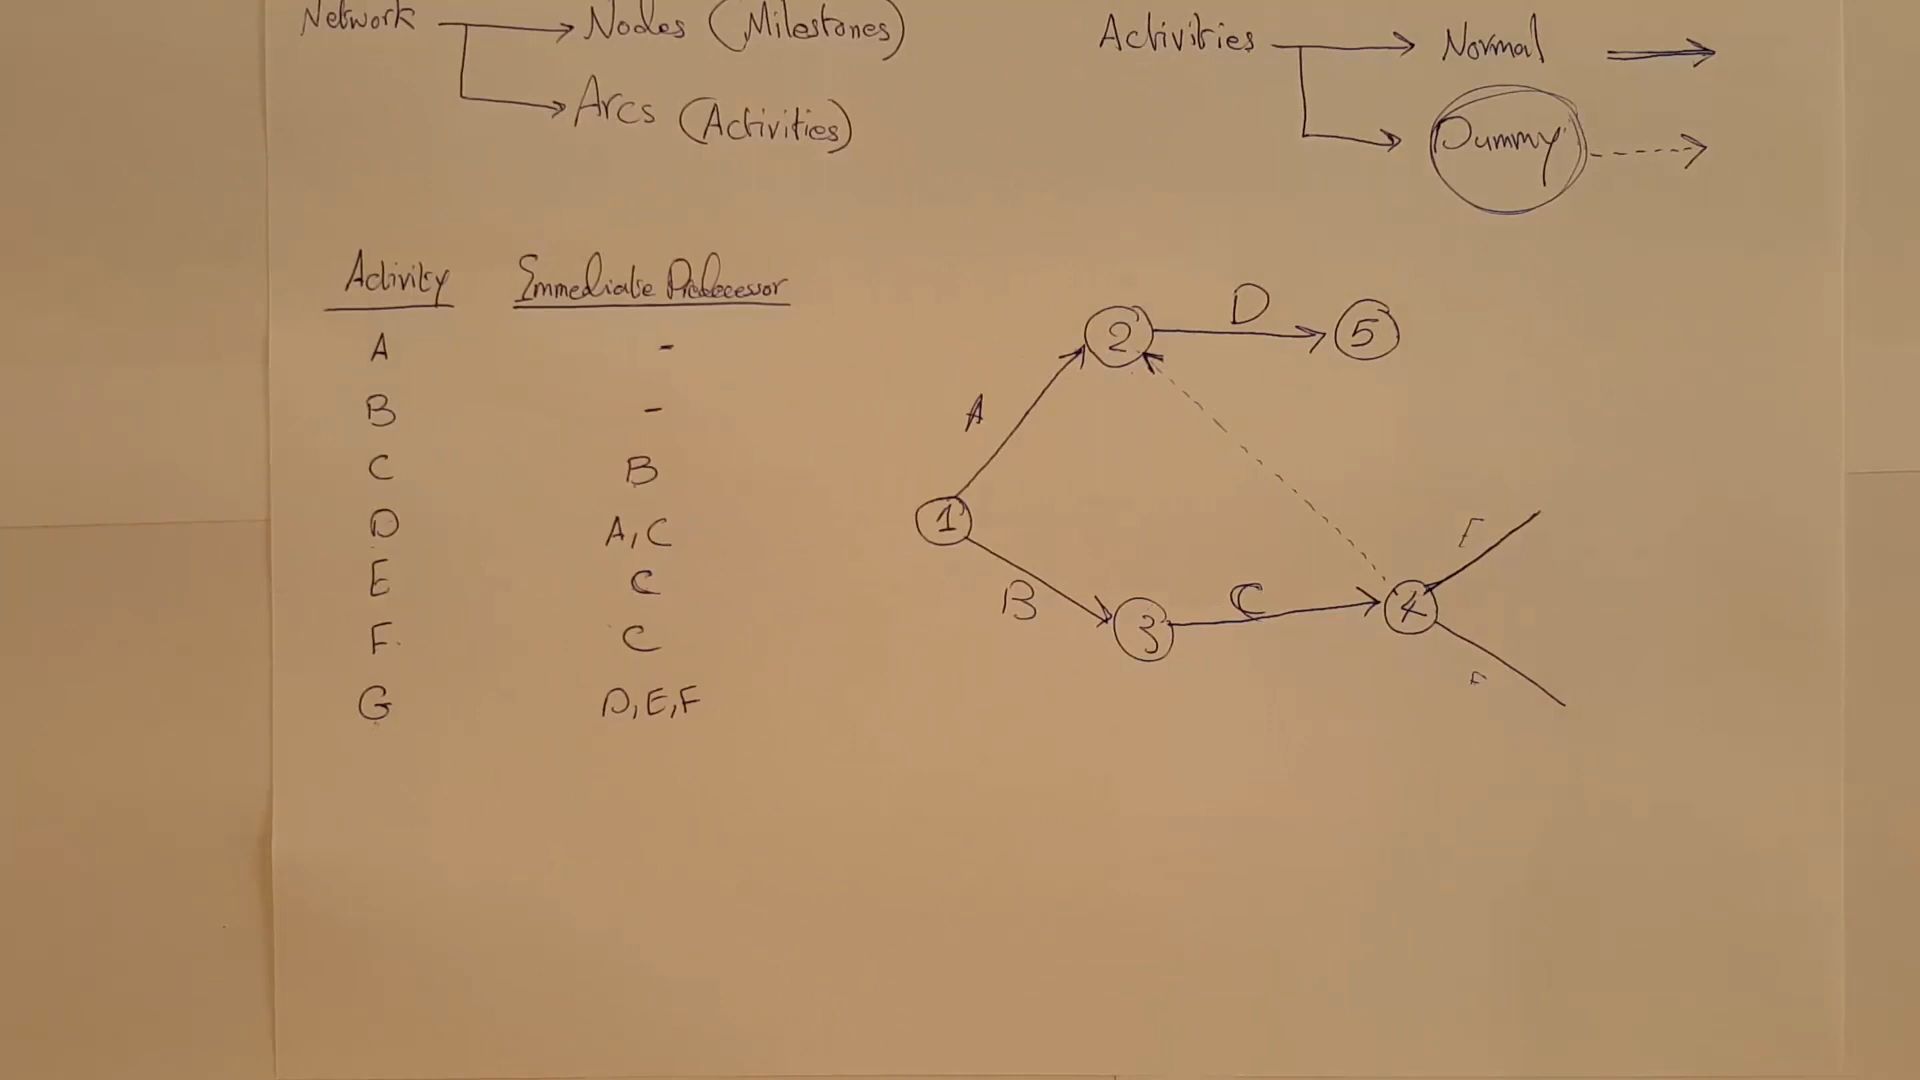 Network Nodes (Milestones)
Arcs (Activities)
Activities Normal
Dummy
Activity Immediate Predecessor
A -
B -
C B
D A, C
E C
F C
G D, E, F
1
2
3
4
5
A
B
C
D
F